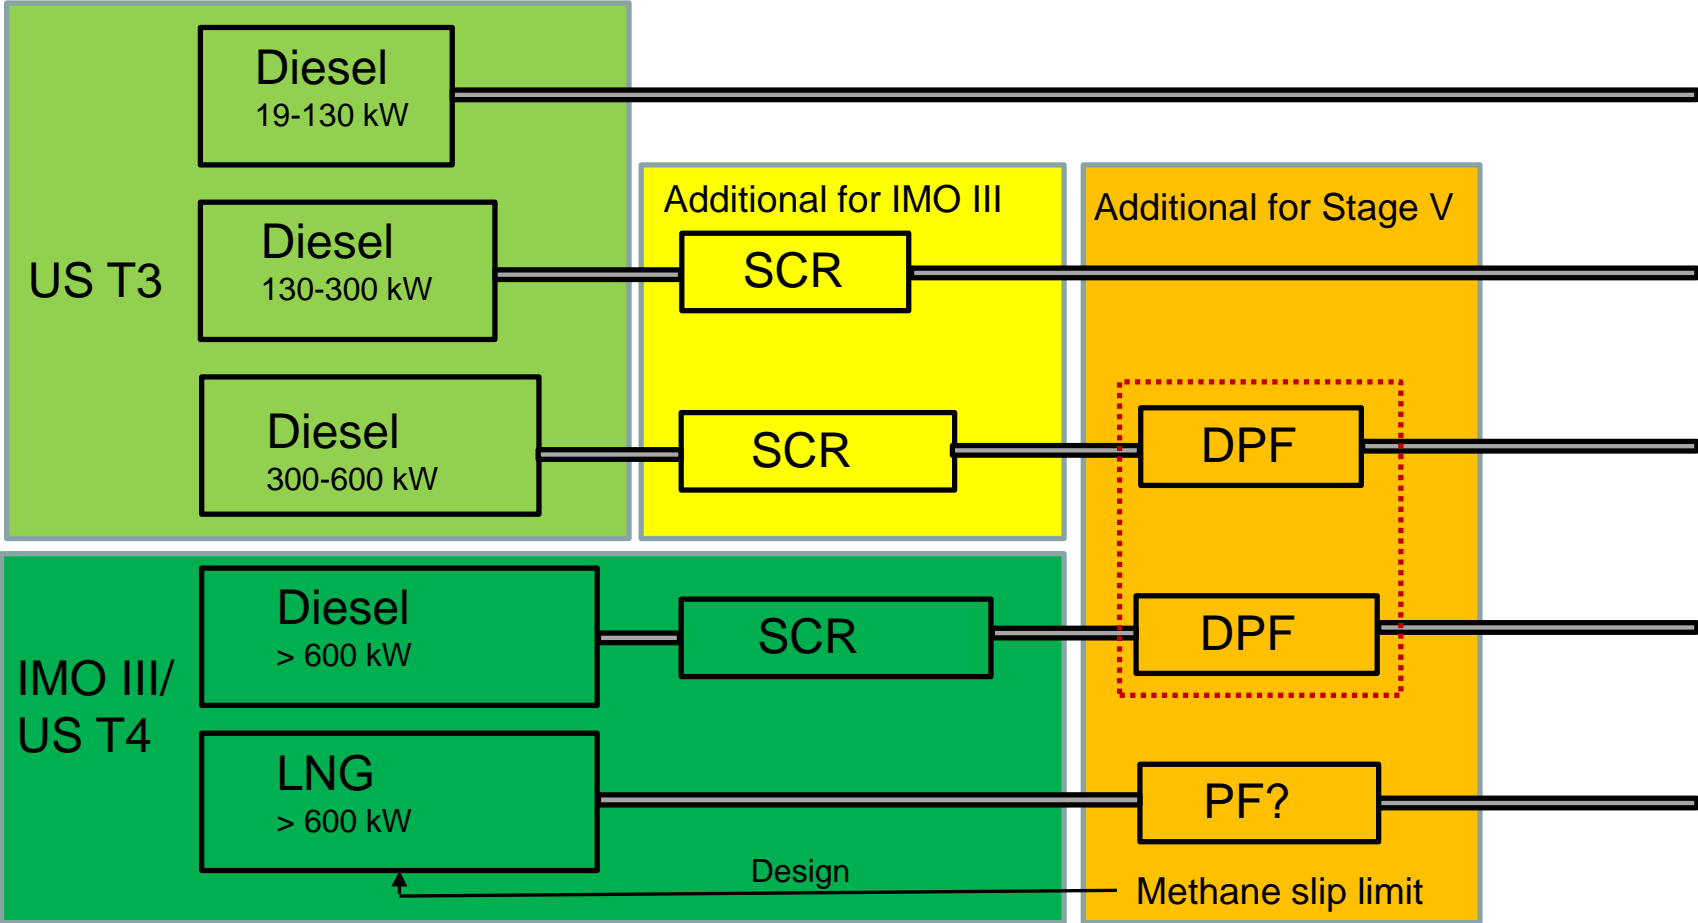 Diesel
19-130 kW
Additional for IMO III
Additional for Stage V
US T3
Diesel
130-300 kW
SCR
Diesel
300-600 kW
SCR
DPF
IMO III/
US T4
Diesel
> 600 kW
SCR
DPF
LNG
> 600 kW
PF?
Design
Methane slip limit